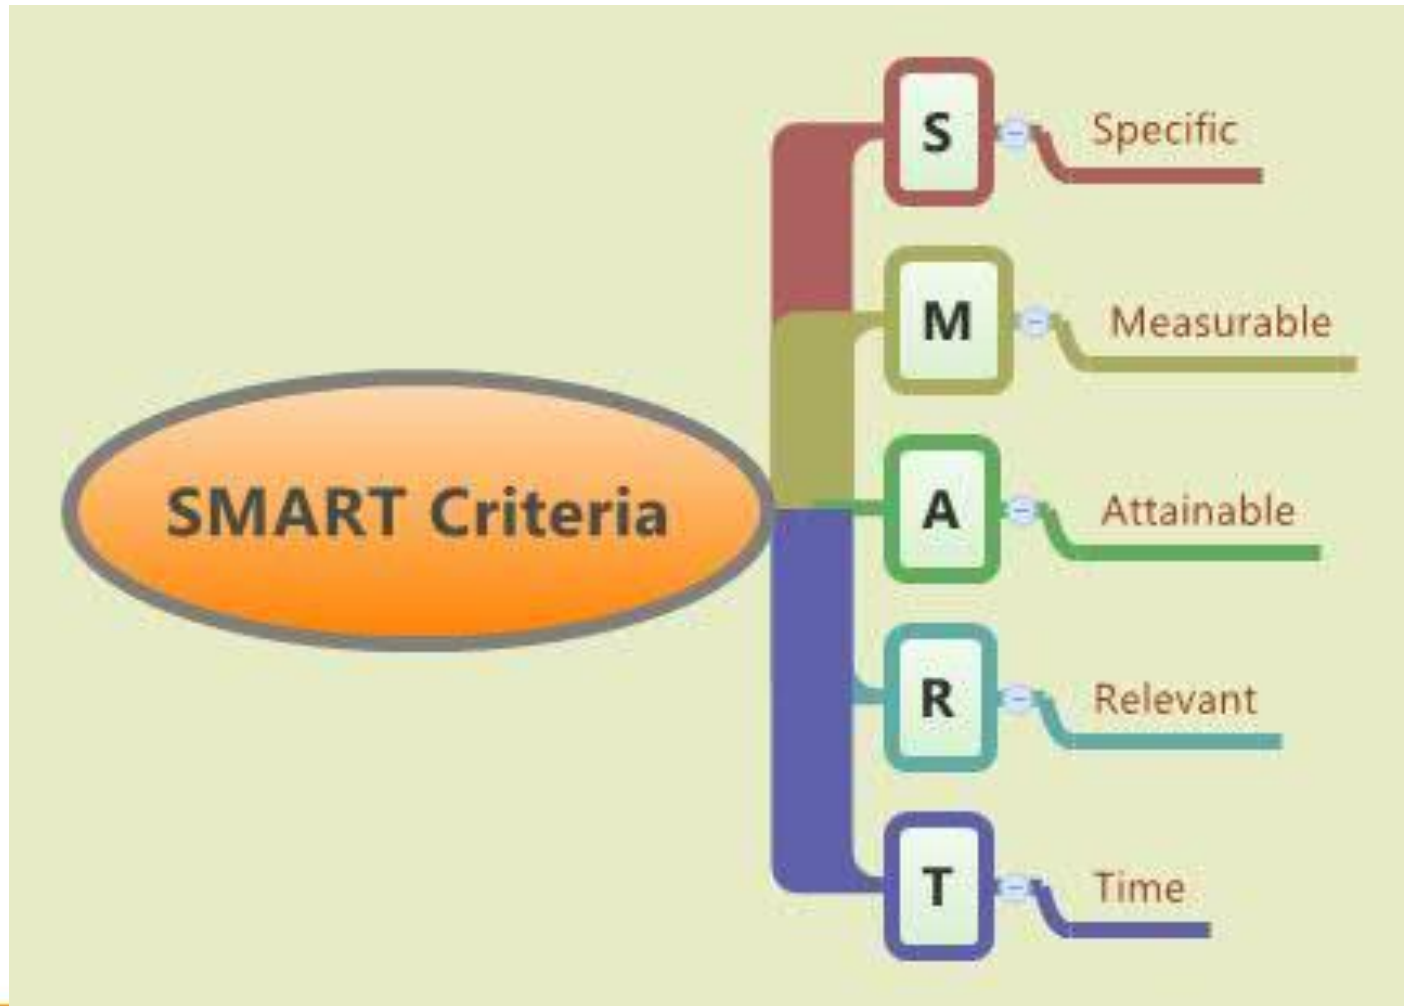 SMART Criteria
S
Specific
M
Measurable
A
Attainable
R
Relevant
T
Time